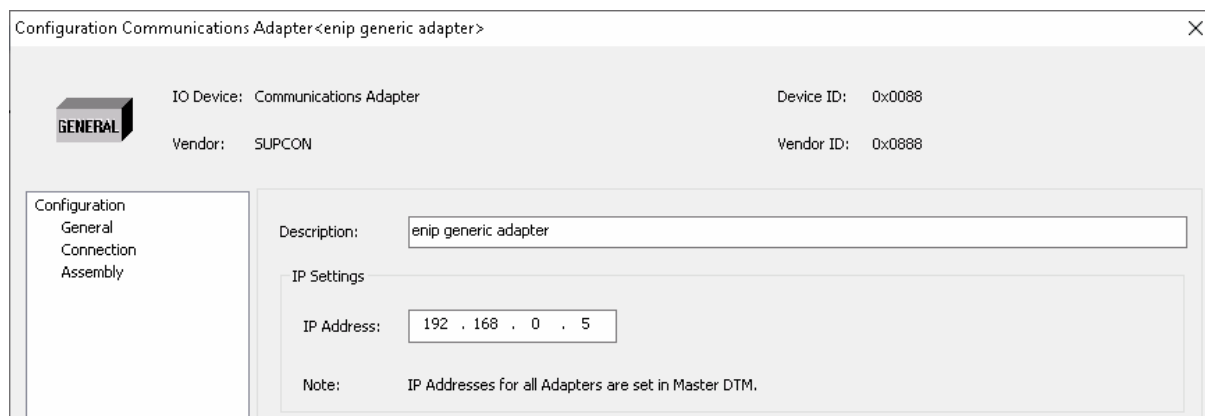 Configuration Communications Adapter<enip generic adapter>
GENERAL
IO Device: Communications Adapter Device ID: 0x0088
Vendor: SUPCON Vendor ID: 0x0888
Configuration
General
Connection
Assembly
Description: enip generic adapter
IP Settings
IP Address: 192 . 168 . 0 . 5
Note: IP Addresses for all Adapters are set in Master DTM.